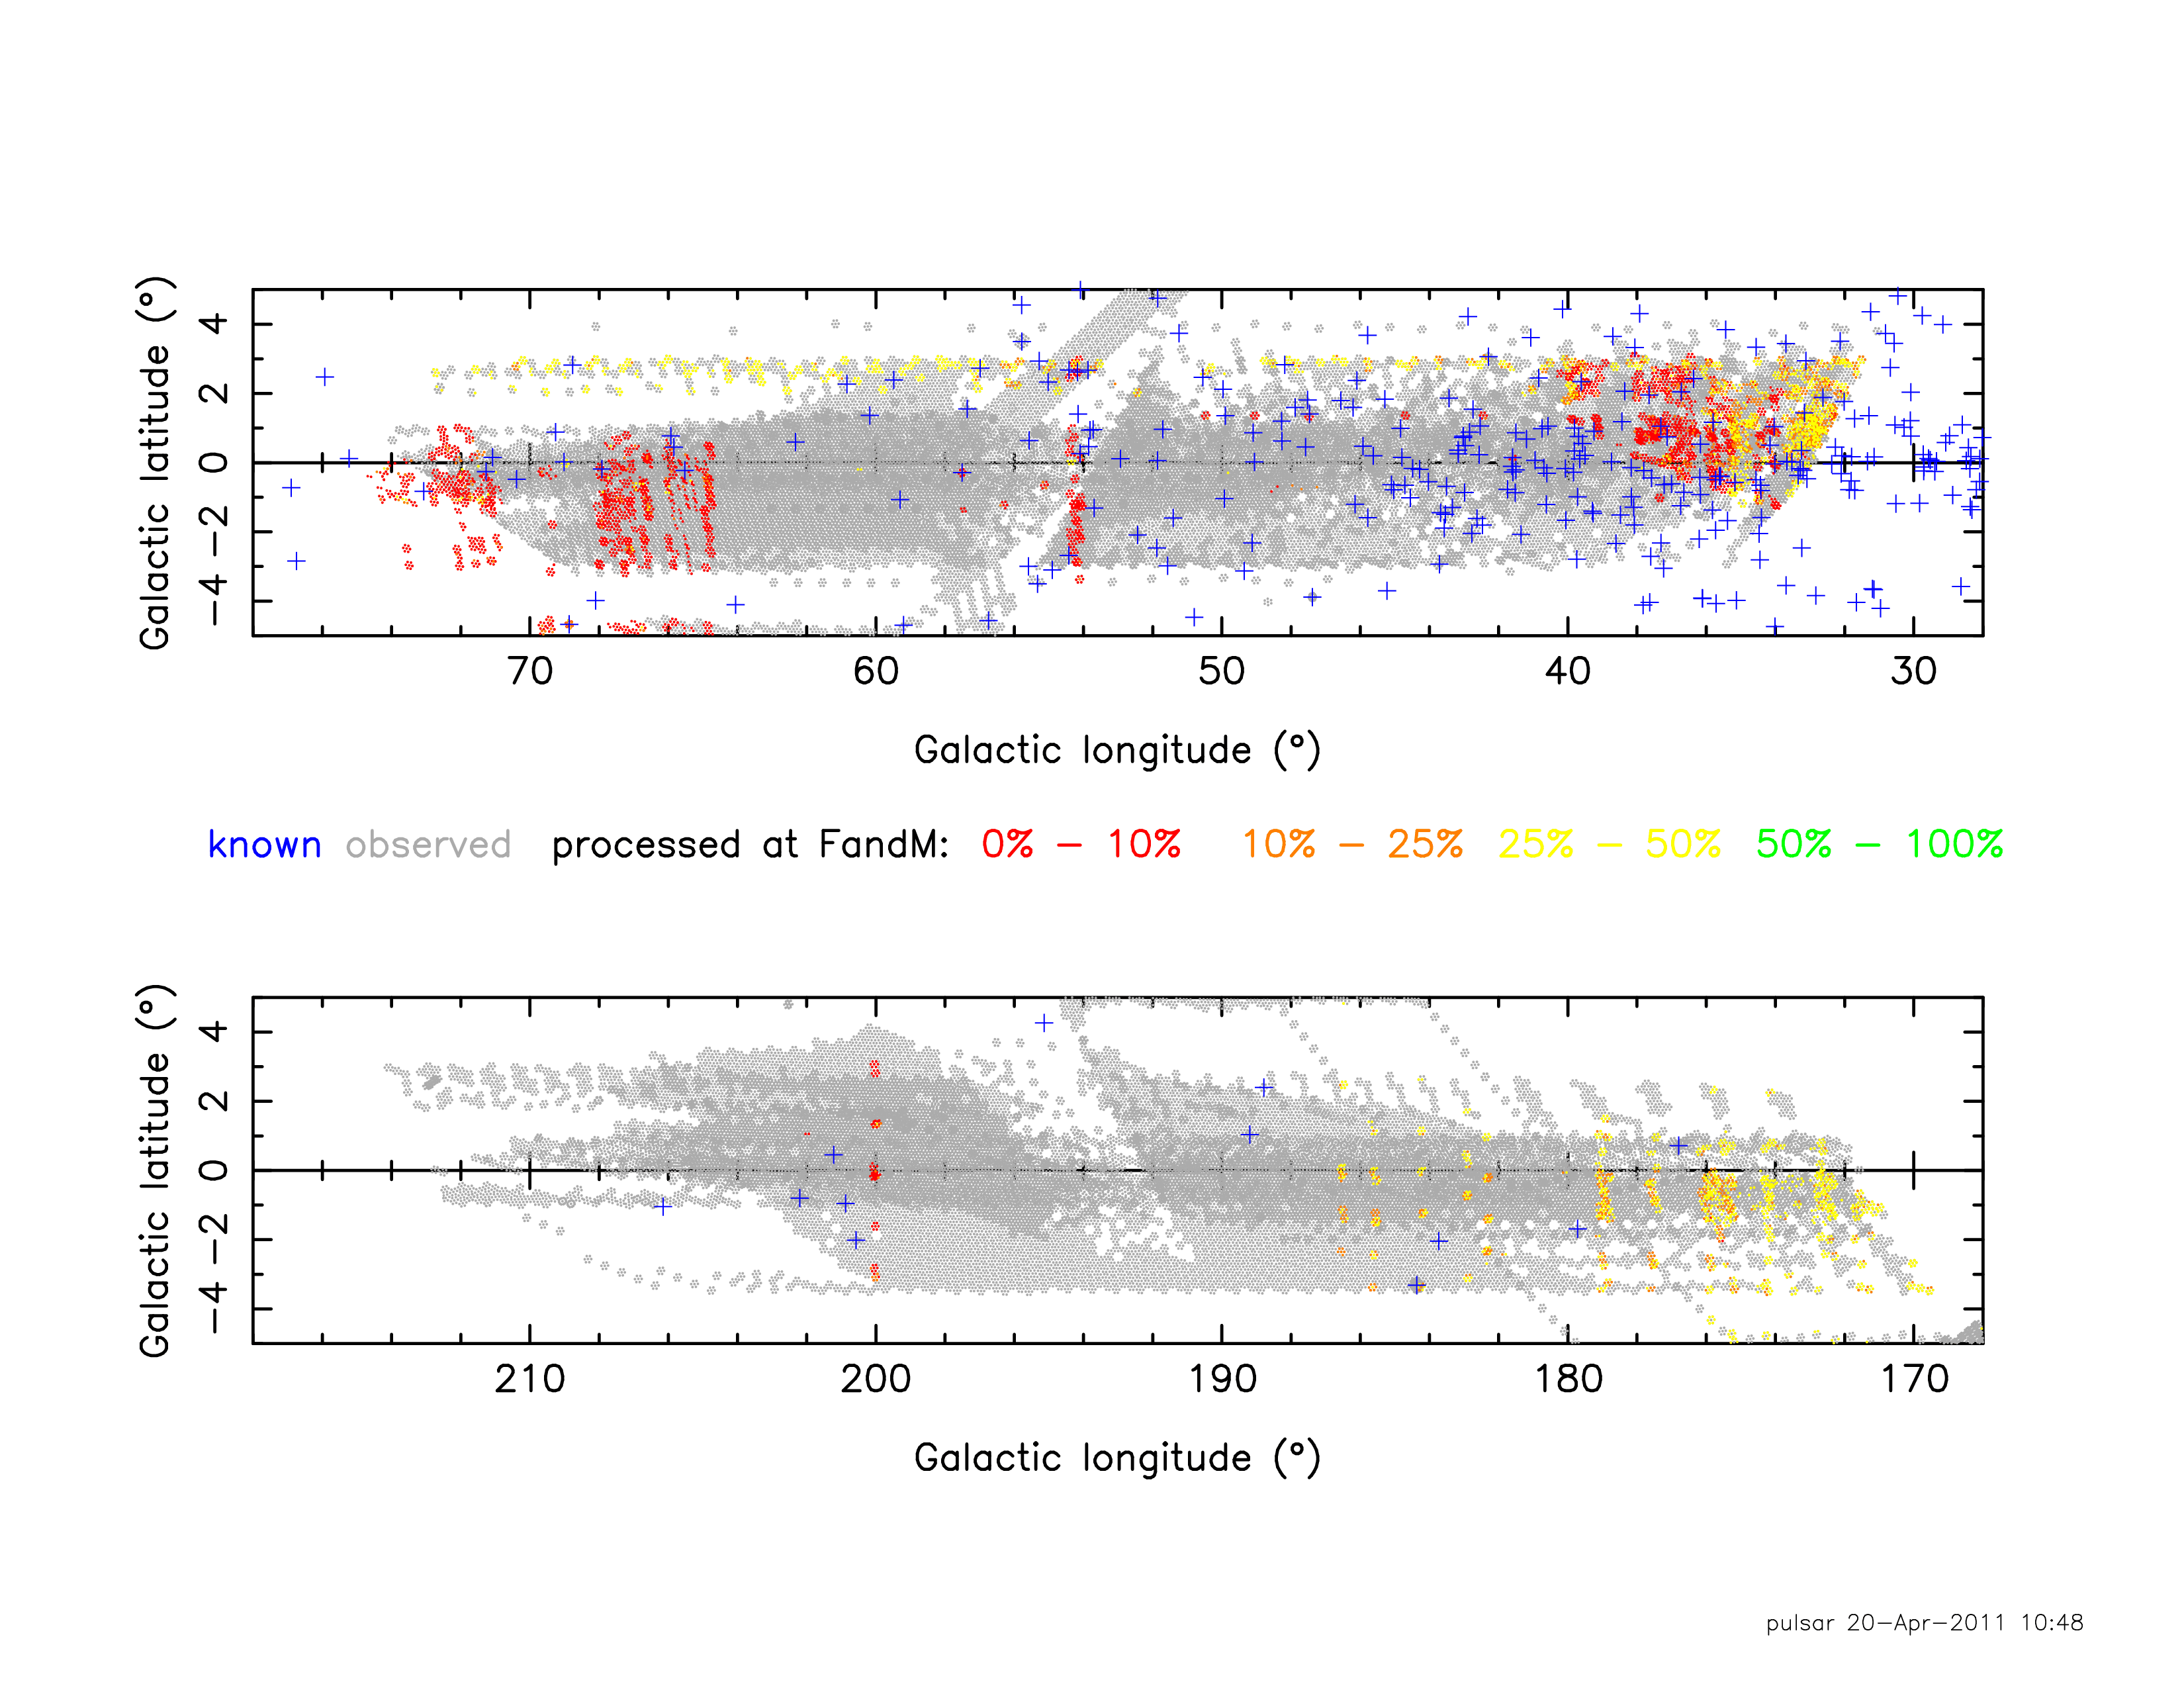 Galactic latitude (°)
4
2
0
−2
−4
70 60 50 40 30
Galactic longitude (°)
known observed processed at FandM: 0% − 10% 10% − 25% 25% − 50% 50% − 100%
Galactic latitude (°)
4
2
0
−2
−4
210 200 190 180 170
Galactic longitude (°)
pulsar 20−Apr−2011 10:48